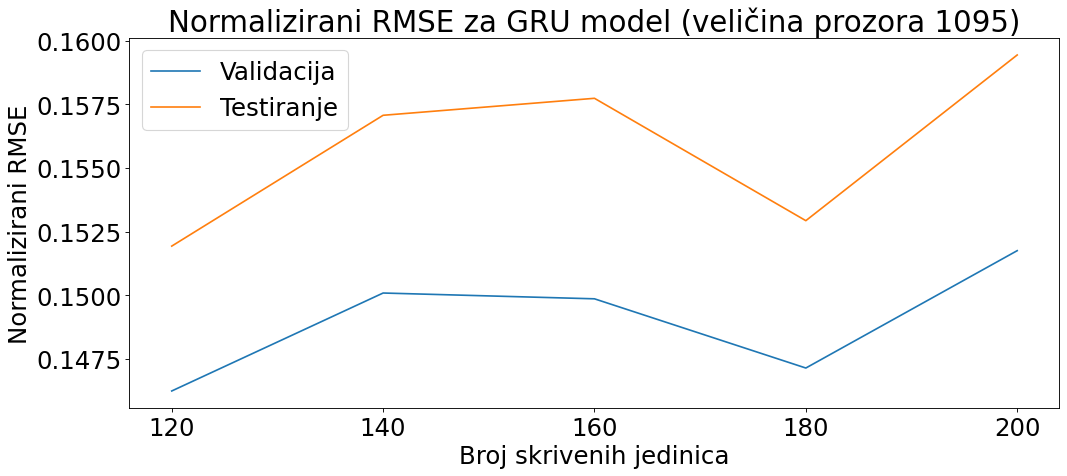 Normalizirani RMSE za GRU model (veličina prozora 1095)
0.1600
0.1575
0.1550
0.1525
0.1500
0.1475
Normalizirani RMSE
Validacija
Testiranje
120 140 160 180 200
Broj skrivenih jedinica